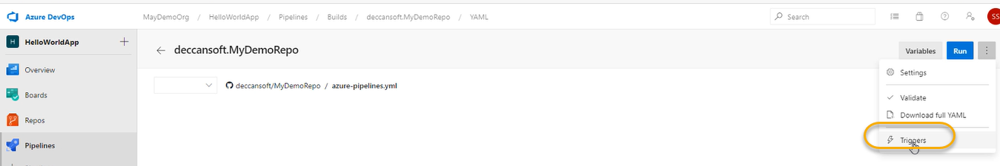 Azure DevOps
MayDemoOrg / HelloWorldApp / Pipelines / Builds / deccansoft.MyDemoRepo / YAML
Search
SS
H HelloWorldApp
deccansoft.MyDemoRepo
Variables
Run
Overview
Settings
deccansoft/MyDemoRepo / azure-pipelines.yml
Boards
Validate
Download full YAML
Repos
Triggers
Pipelines